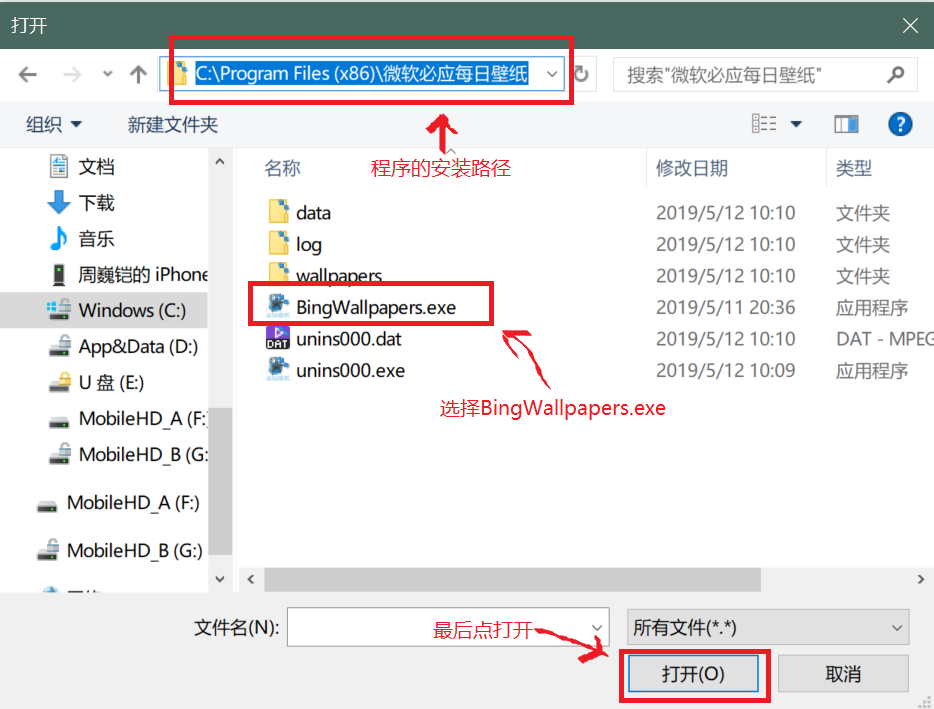 打开
C:\Program Files (x86)\微软必应每日壁纸
搜索"微软必应每日壁纸"
组织
新建文件夹
程序的安装路径
名称
修改日期
类型
文档
下载
音乐
周巍铠的 iPhone
Windows (C:)
App&Data (D:)
U 盘 (E:)
MobileHD_A (F:)
MobileHD_B (G:
MobileHD_A (F:)
MobileHD_B (G:)
data 2019/5/12 10:10 文件夹
log 2019/5/12 10:10 文件夹
wallpapers 2019/5/12 10:10 文件夹
BingWallpapers.exe 2019/5/11 20:36 应用程序
DAT
unins000.dat 2019/5/12 10:10 DAT - MPEG
unins000.exe 2019/5/12 10:09 应用程序
选择BingWallpapers.exe
文件名(N):
最后点打开
所有文件(*.*)
打开(O)
取消